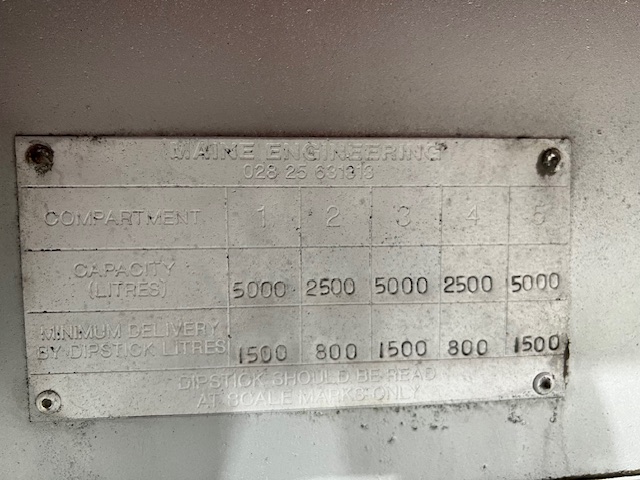 MAINE ENGINEERING
028 25 631313
COMPARTMENT 1 2 3 4 5
CAPACITY
(LITRES) 5000 2500 5000 2500 5000
MINIMUM DELIVERY
BY DIPSTICK LITRES 1500 800 1500 800 1500
DIPSTICK SHOULD BE READ
AT SCALE MARKS ONLY